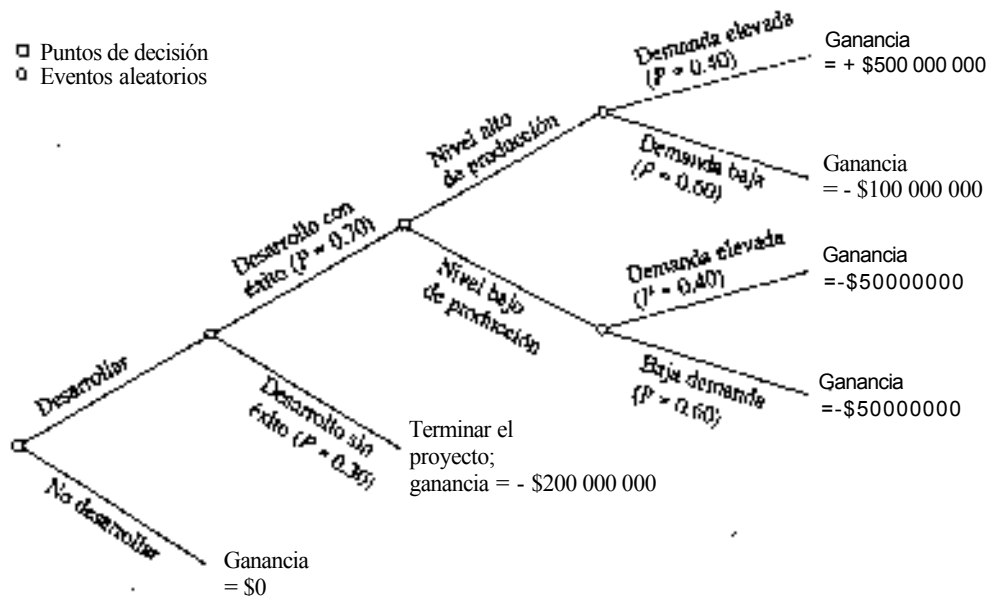 Puntos de decisión
Eventos aleatorios
Demanda elevada
(P = 0.40)
Ganancia
= + $500 000 000
Nivel alto
de producción
Demanda baja
(P = 0.60)
Ganancia
= - $100 000 000
Desarrollo con
éxito (P = 0.70)
Nivel bajo
de producción
Demanda elevada
(P = 0.40)
Ganancia
=-$50000000
Baja demanda
(P = 0.60)
Ganancia
=-$50000000
Desarrollar
Desarrollo sin
éxito (P = 0.30)
Terminar el
proyecto;
ganancia = - $200 000 000
No desarrollar
Ganancia
= $0